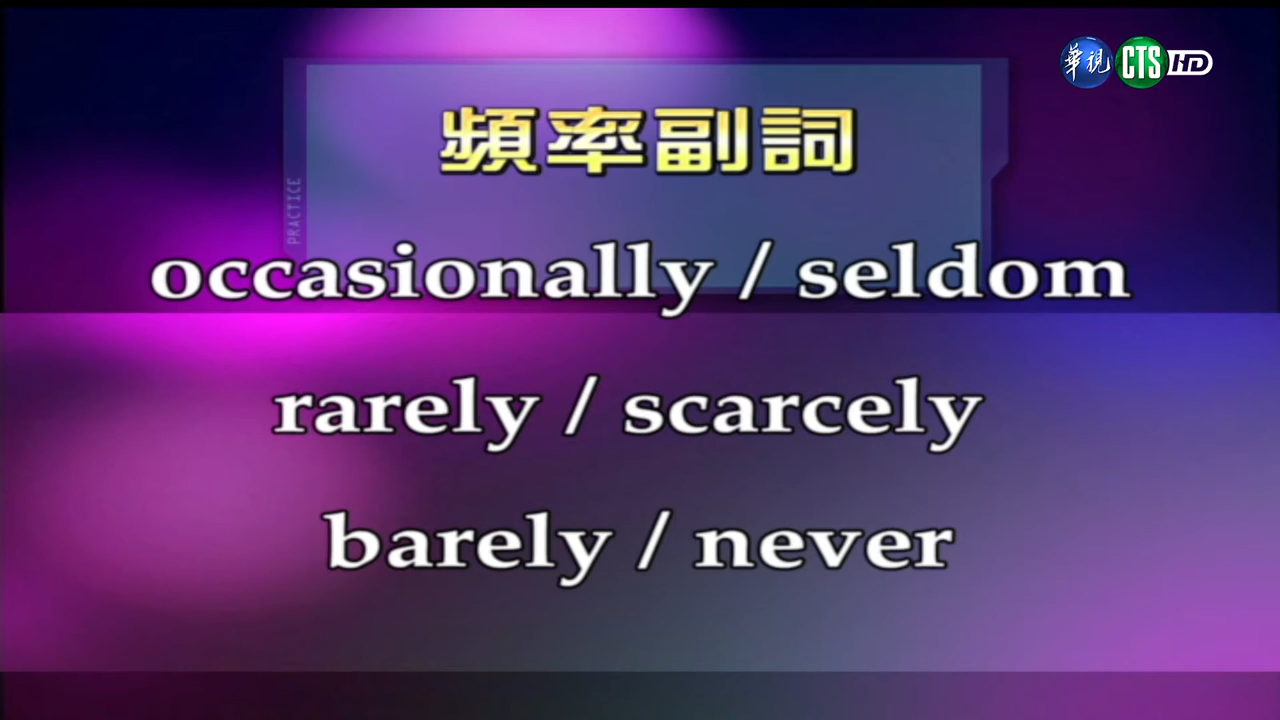 華視 CTS HD
頻率副詞
PRACTICE
occasionally / seldom
rarely / scarcely
barely / never